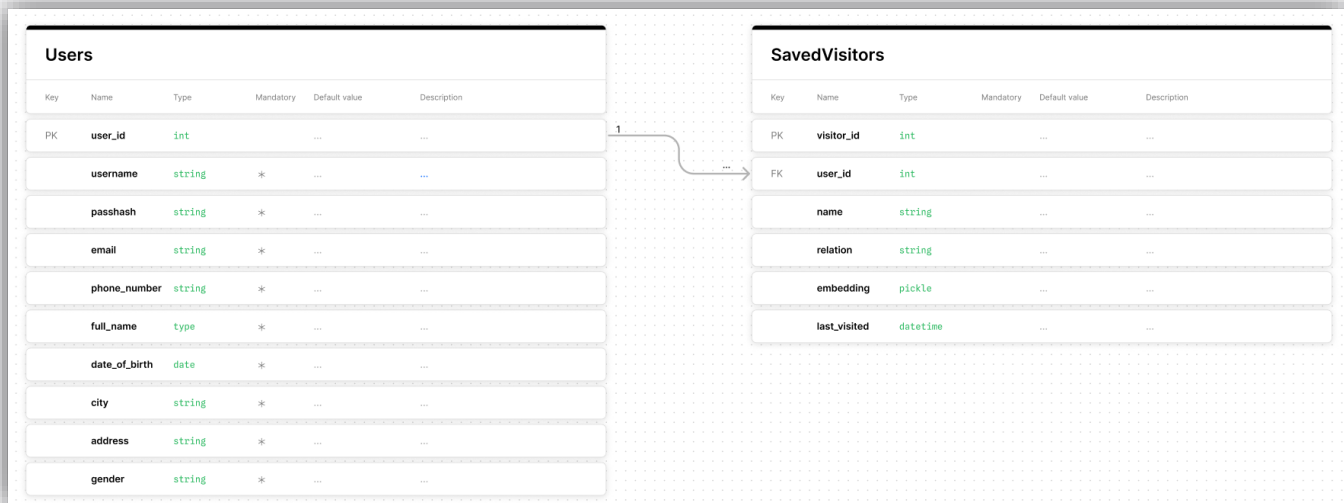 Users
Key Name Type Mandatory Default value Description
PK user_id int ... ...
username string * ... ...
passhash string * ... ...
email string * ... ...
phone_number string * ... ...
full_name type * ... ...
date_of_birth date * ... ...
city string * ... ...
address string * ... ...
gender string * ... ...
1
...
SavedVisitors
Key Name Type Mandatory Default value Description
PK visitor_id int ... ...
FK user_id int ... ...
name string ... ...
relation string ... ...
embedding pickle ... ...
last_visited datetime ... ...